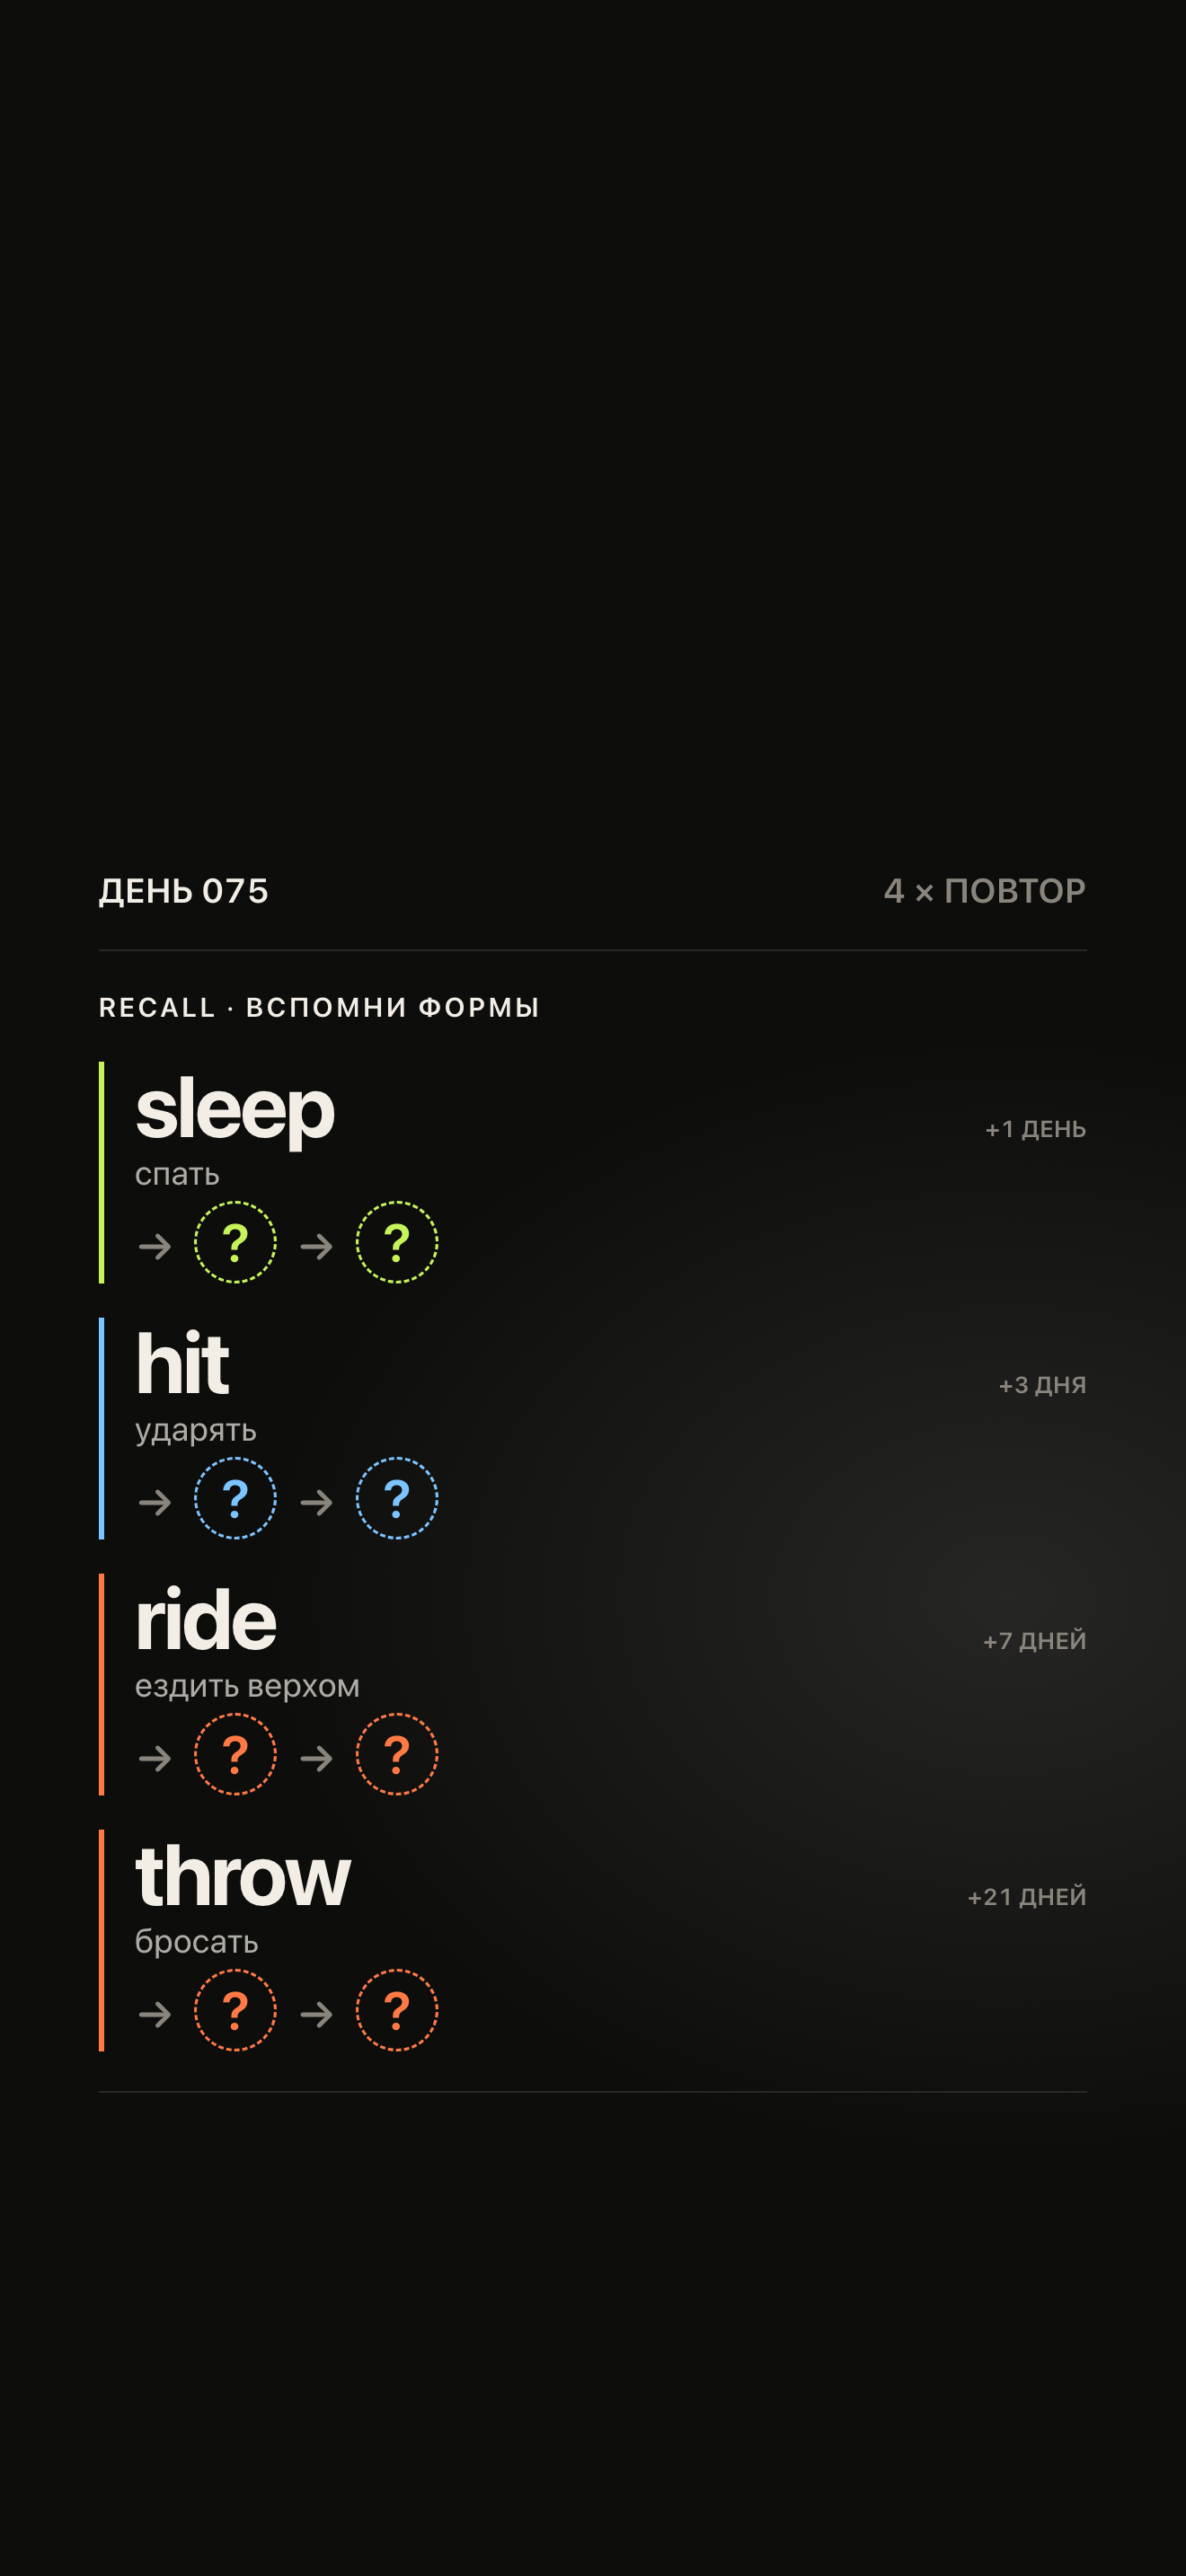 ДЕНЬ 075
4 × ПОВТОР
RECALL · ВСПОМНИ ФОРМЫ
sleep
+1 ДЕНЬ
спать
→ ? → ?
hit
+3 ДНЯ
ударять
→ ? → ?
ride
+7 ДНЕЙ
ездить верхом
→ ? → ?
throw
+21 ДНЕЙ
бросать
→ ? → ?